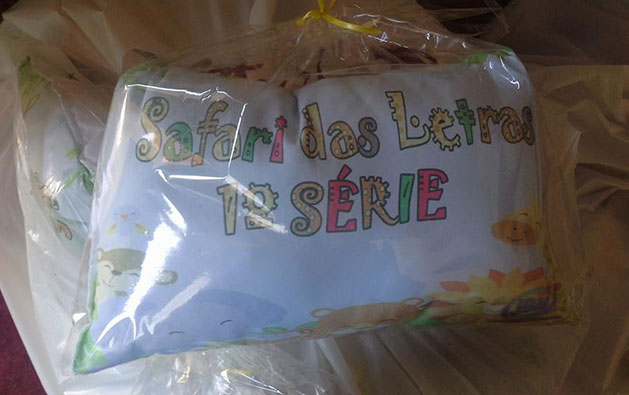 Safari das Letras
1ª SÉRIE